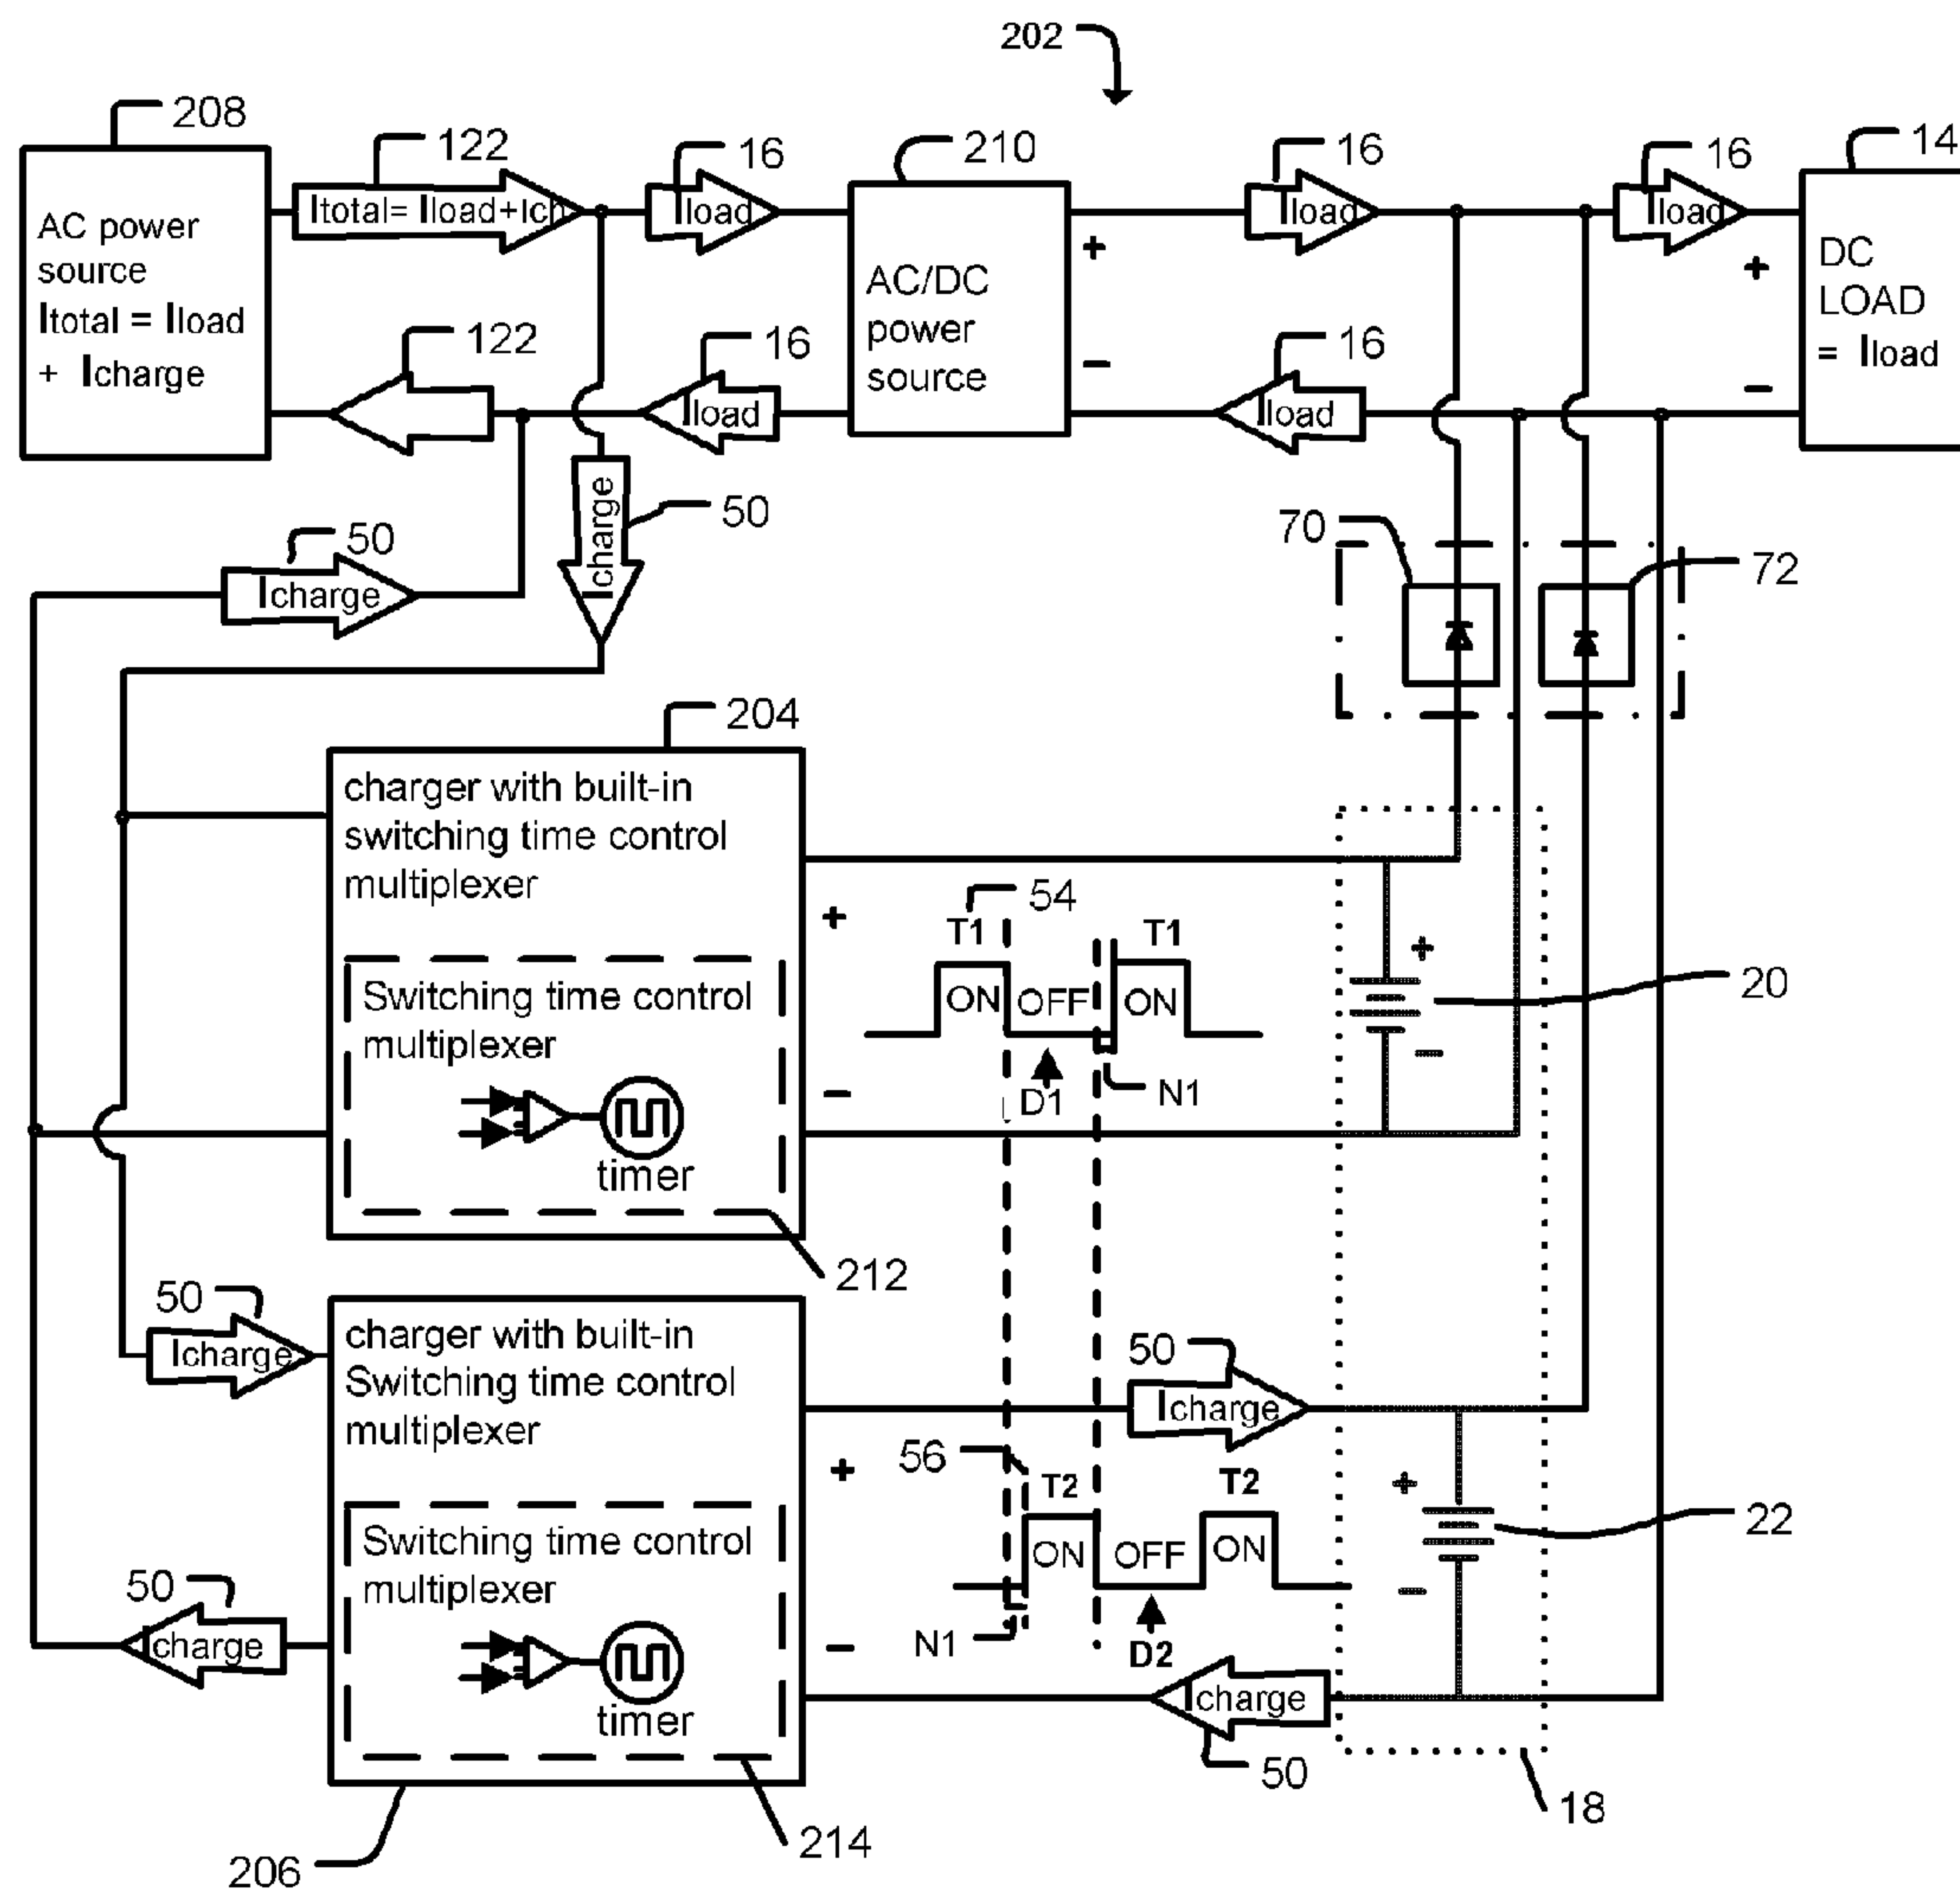 202
208
122
16
210
16
16
14
AC power
source
Itotal = Iload
+ Icharge
Itotal= Iload+Ich
Iload
AC/DC
power
source
+
−
Iload
Iload
DC
LOAD
= Iload
+
−
122
16
16
Iload
Iload
50
Icharge
50
Icharge
70
72
204
charger with built-in
switching time control
multiplexer
Switching time control
multiplexer
timer
+
−
54
T1
T1
ON
OFF
ON
D1
N1
+
−
20
212
50
Icharge
charger with built-in
Switching time control
multiplexer
Switching time control
multiplexer
timer
+
−
50
Icharge
56
T2
T2
ON
OFF
ON
N1
D2
+
−
22
50
Icharge
Icharge
50
18
206
214